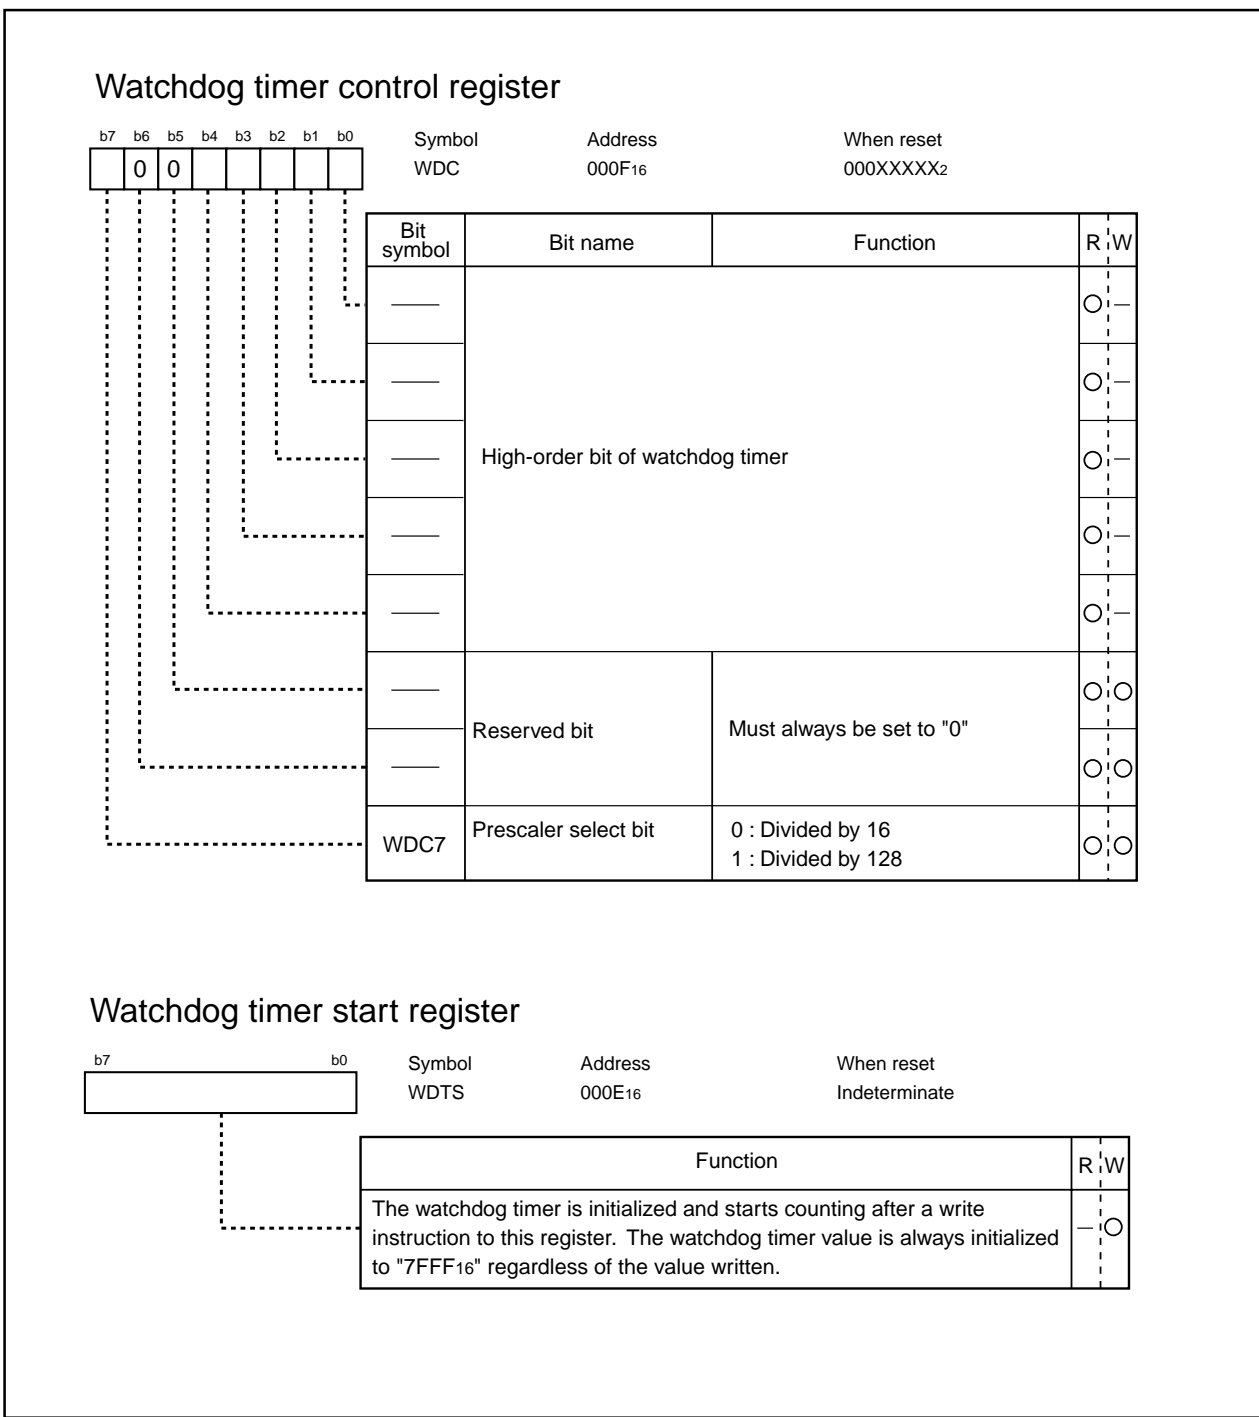 Watchdog timer control register
b7 b6 b5 b4 b3 b2 b1 b0 Symbol Address When reset
0 0 WDC 000F16 000XXXXX2
Bit symbol Bit name Function R W
High-order bit of watchdog timer
Reserved bit Must always be set to "0"
WDC7 Prescaler select bit 0 : Divided by 16
1 : Divided by 128
Watchdog timer start register
b7 b0 Symbol Address When reset
WDTS 000E16 Indeterminate
Function R W
The watchdog timer is initialized and starts counting after a write
instruction to this register. The watchdog timer value is always initialized
to "7FFF16" regardless of the value written.